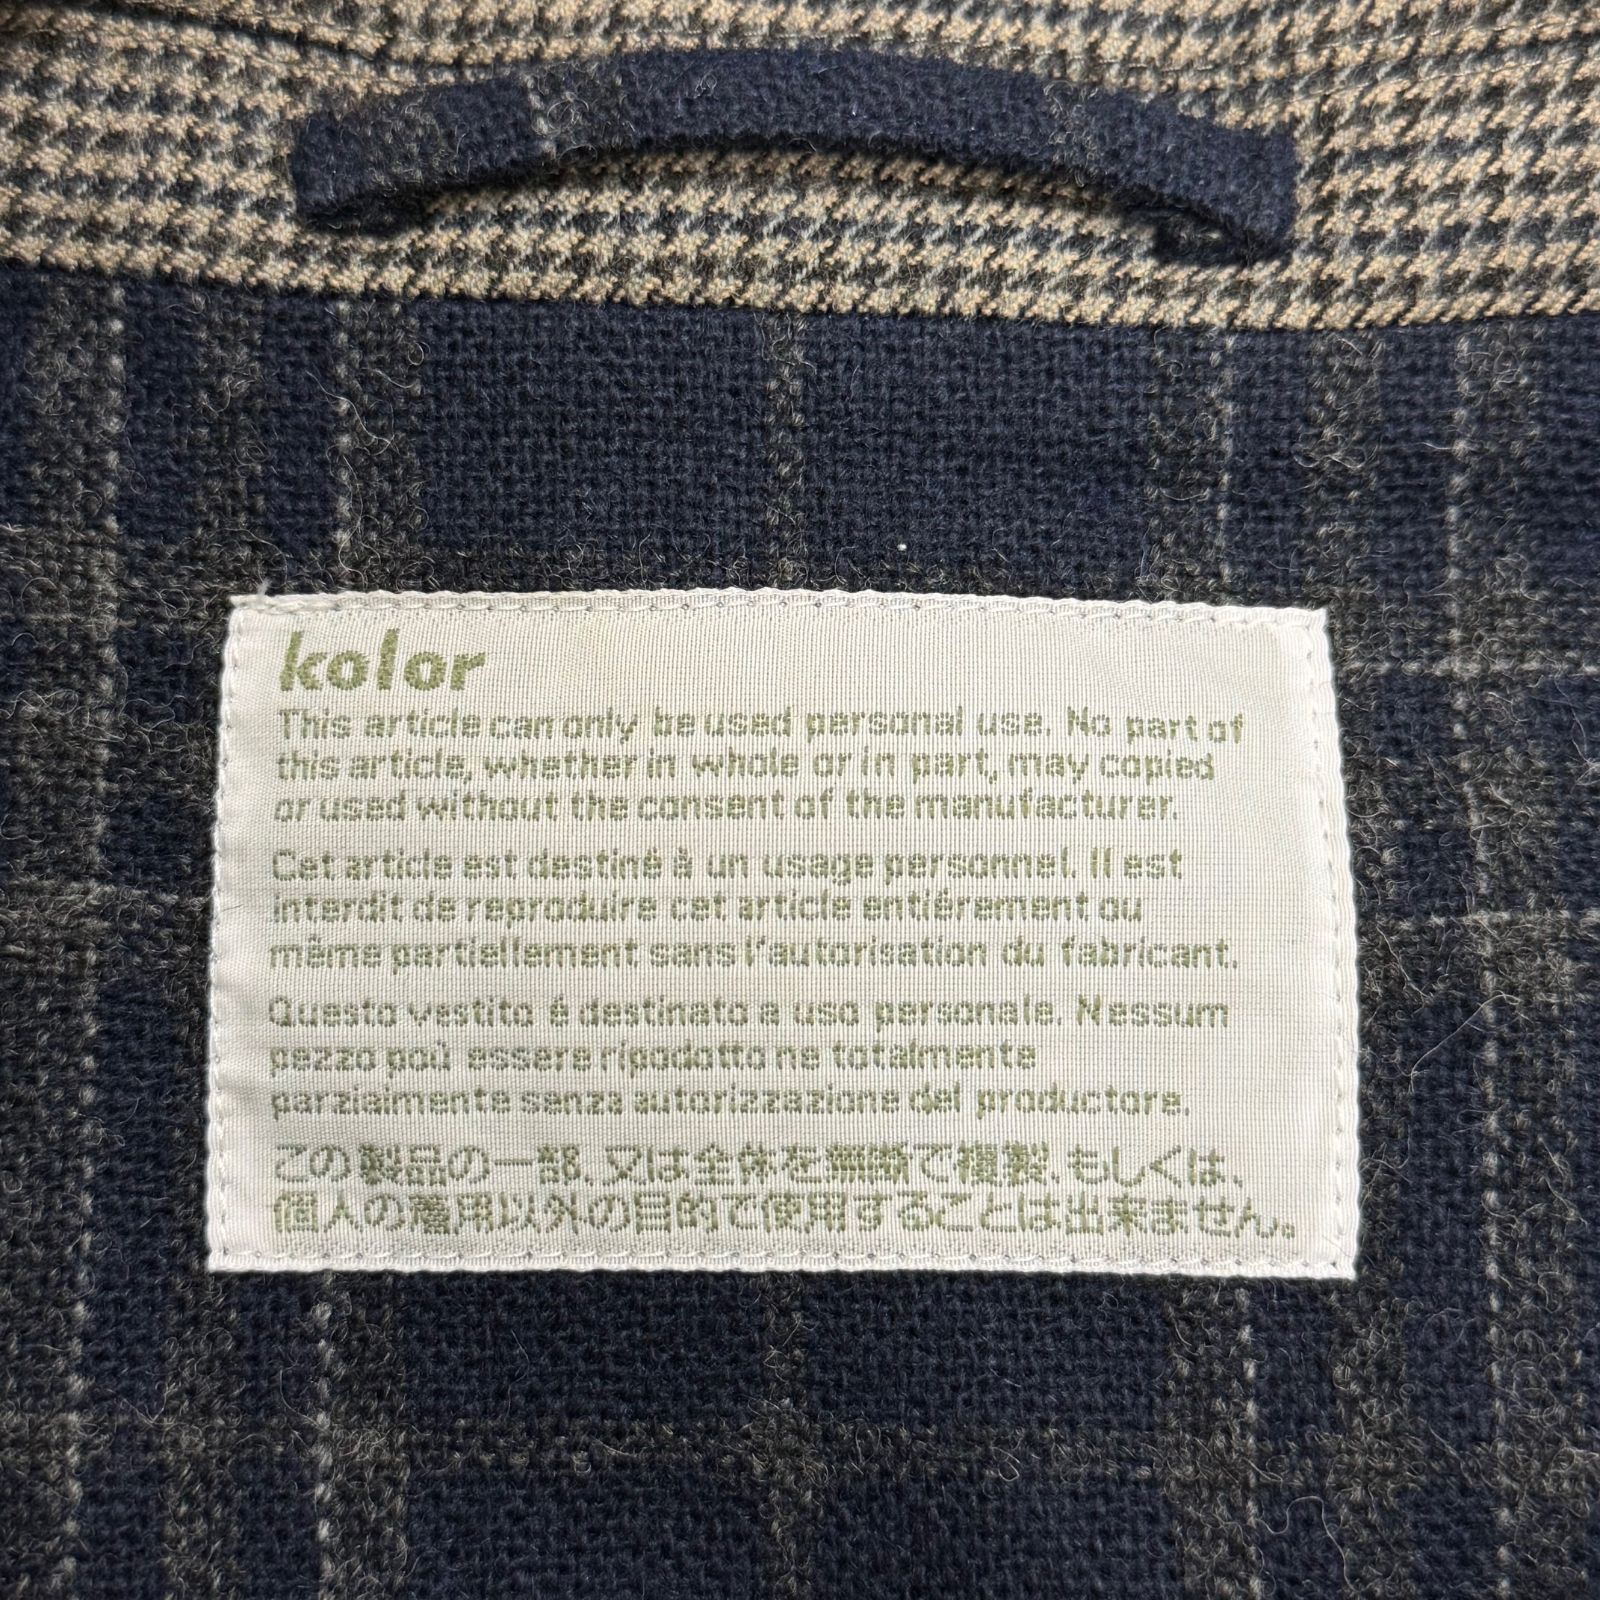 kolor
This article can only be used personal use. No part of
this article, whether in whole or in part, may copied
or used without the consent of the manufacturer.
Cet article est destiné à un usage personnel. Il est
interdit de reproduire cet article entiérement ou
même partiellement sans l'autorisation du fabricant.
Questo vestito é destinato a uso personale. Nessum
pezzo poù essere ripodotto ne totalmente
parzialmente senza autorizzazione del productore.
この製品の一部、又は全体を無断で複製、もしくは、
個人の着用以外の目的で使用することは出来ません。